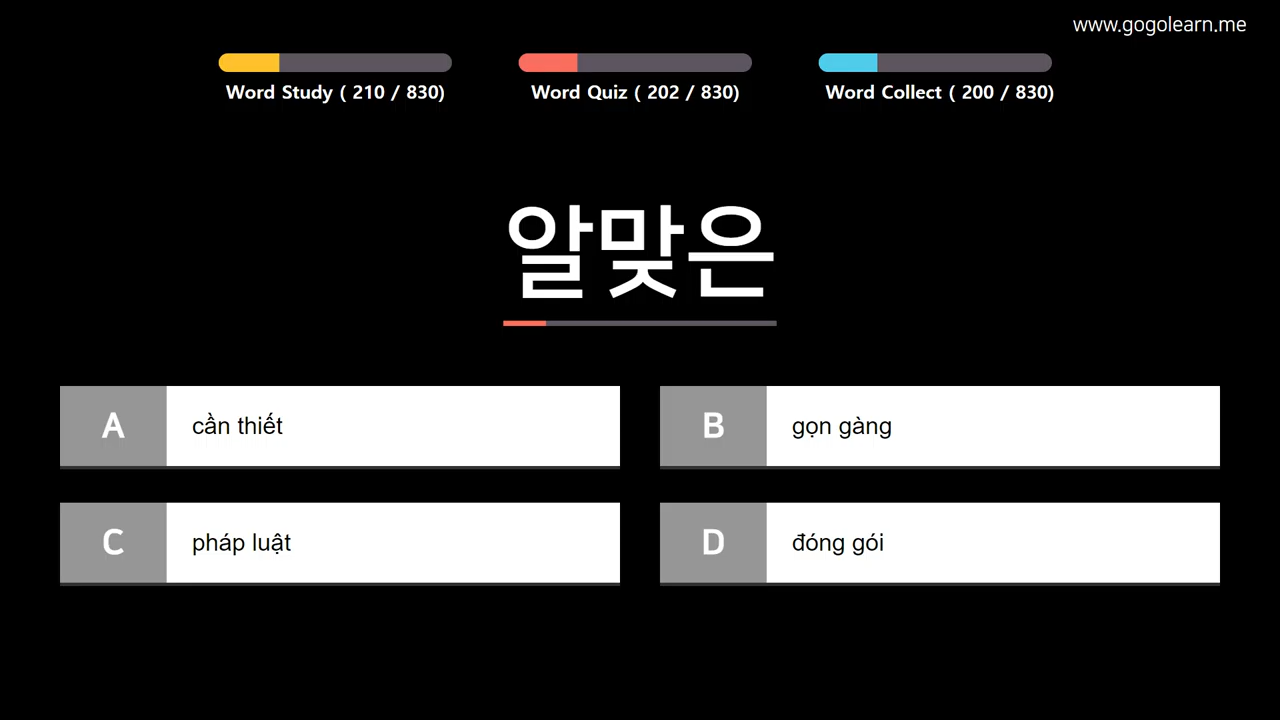 www.gogolearn.me
Word Study ( 210 / 830)
Word Quiz ( 202 / 830)
Word Collect ( 200 / 830)
알맞은
A cần thiết
B gọn gàng
C pháp luật
D đóng gói